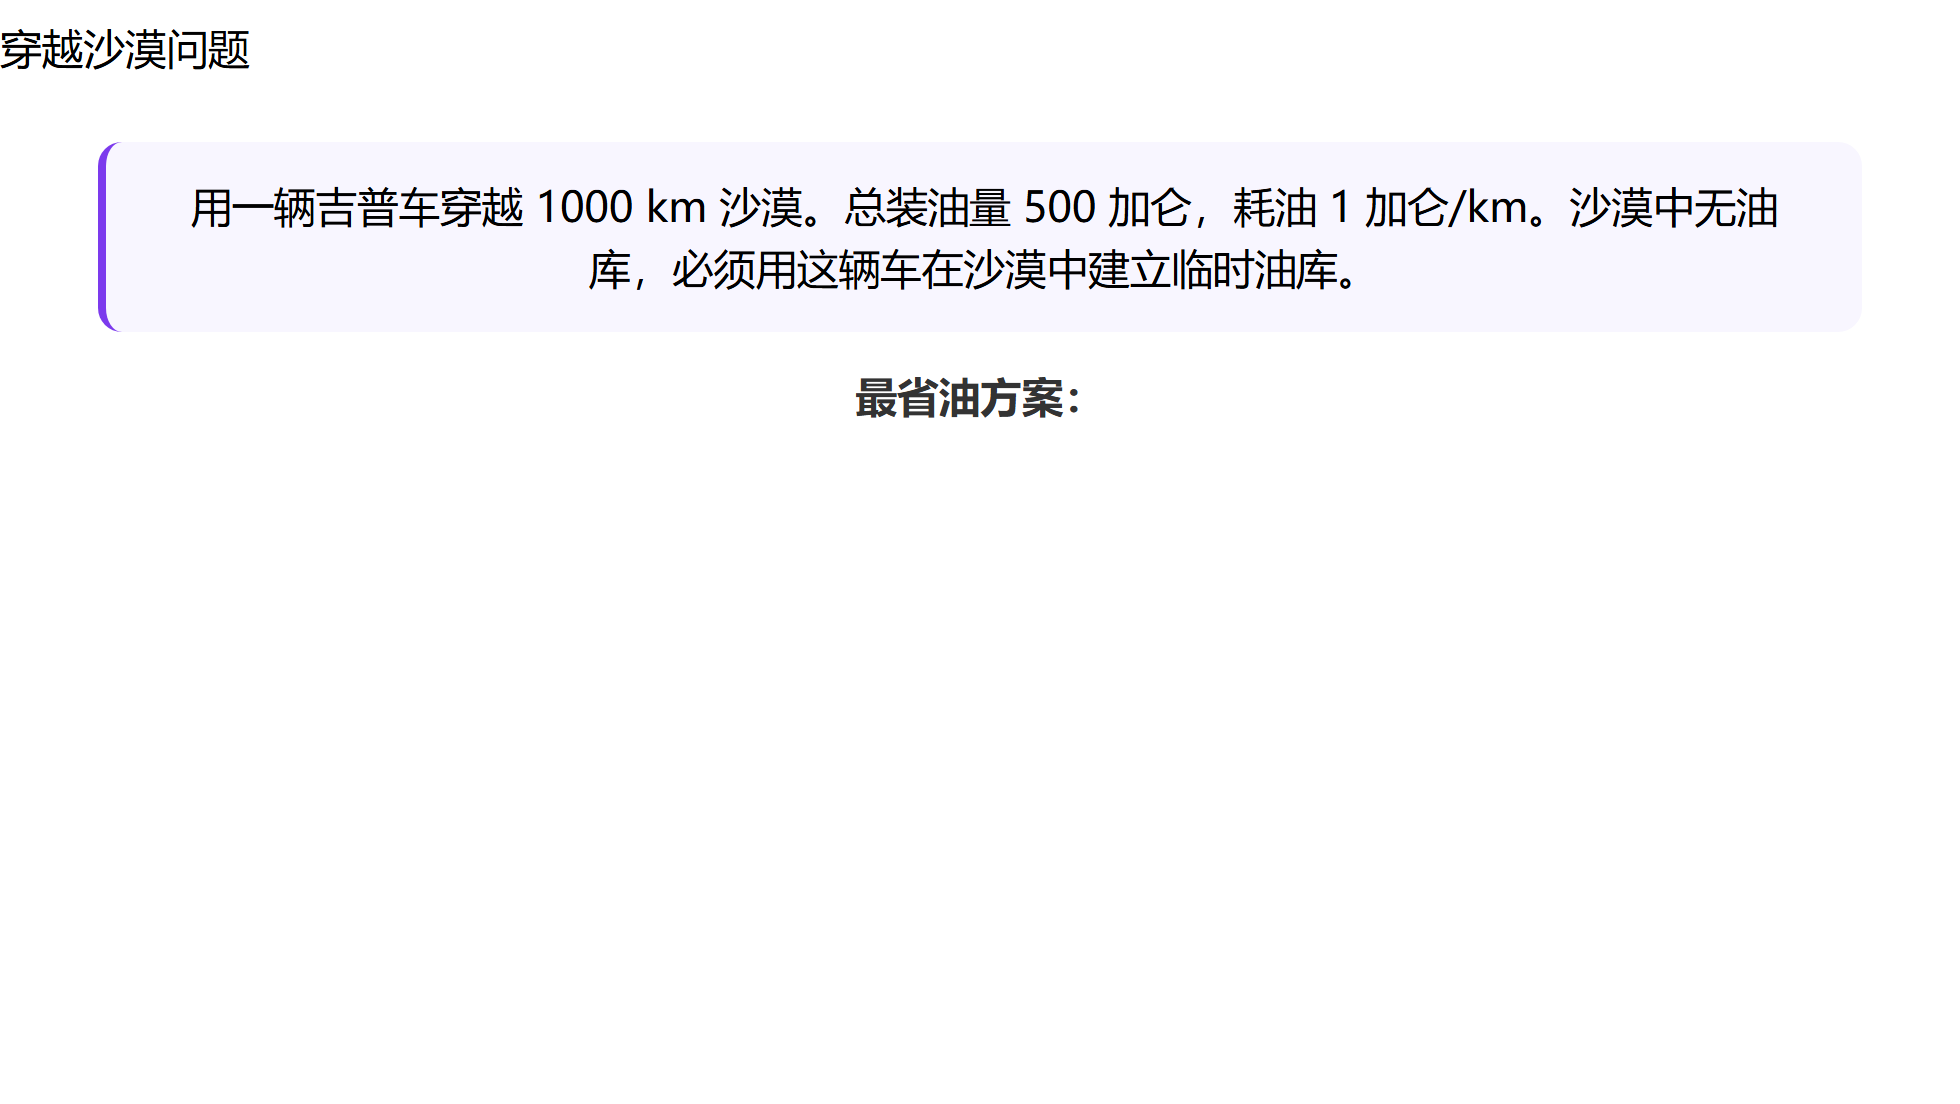 穿越沙漠问题
用一辆吉普车穿越 1000 km 沙漠。总装油量 500 加仑，耗油 1 加仑/km。沙漠中无油
库，必须用这辆车在沙漠中建立临时油库。
最省油方案：